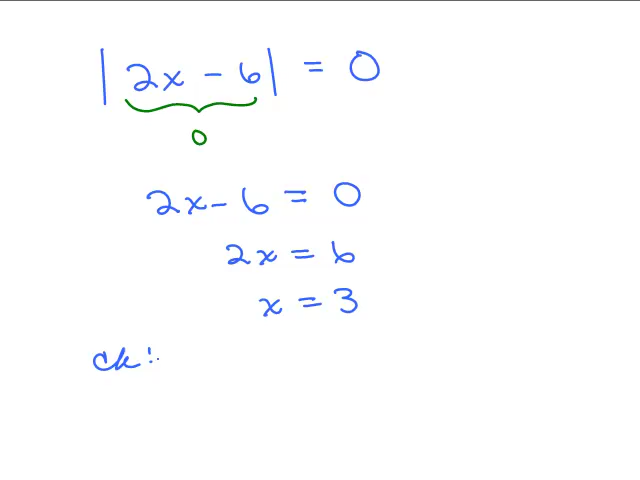 |2x - 6| = 0
0
2x - 6 = 0
2x = 6
x = 3
ck: